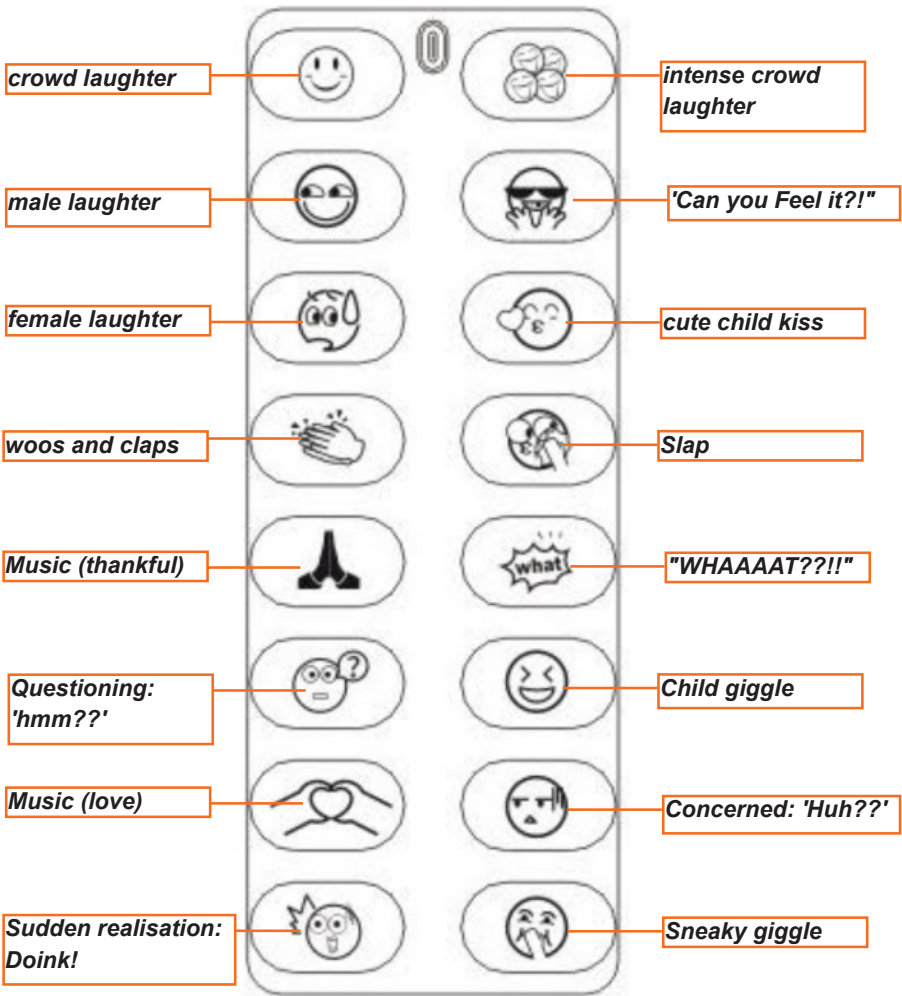 crowd laughter
intense crowd
laughter
male laughter
'Can you Feel it?!"
female laughter
cute child kiss
woos and claps
Slap
Music (thankful)
what
"WHAAAAT??!!"
?
Questioning:
'hmm??'
Child giggle
Music (love)
Concerned: 'Huh??'
Sudden realisation:
Doink!
Sneaky giggle